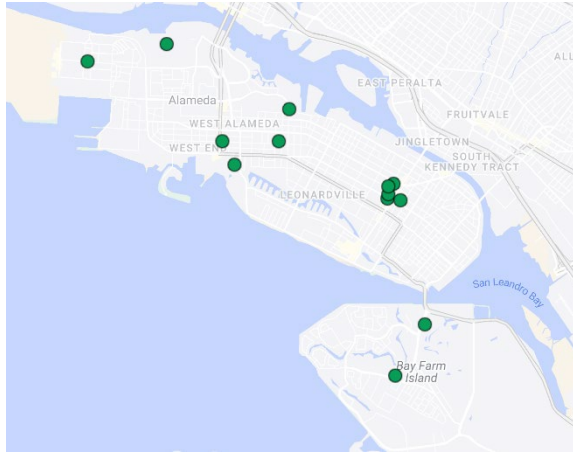 ALL
EAST PERALTA
Alameda
FRUITVALE
WEST ALAMEDA
JINGLETOWN
WEST END
SOUTH
KENNEDY TRACT
LEONARDVILLE
San Leandro
Bay
Bay Farm
Island